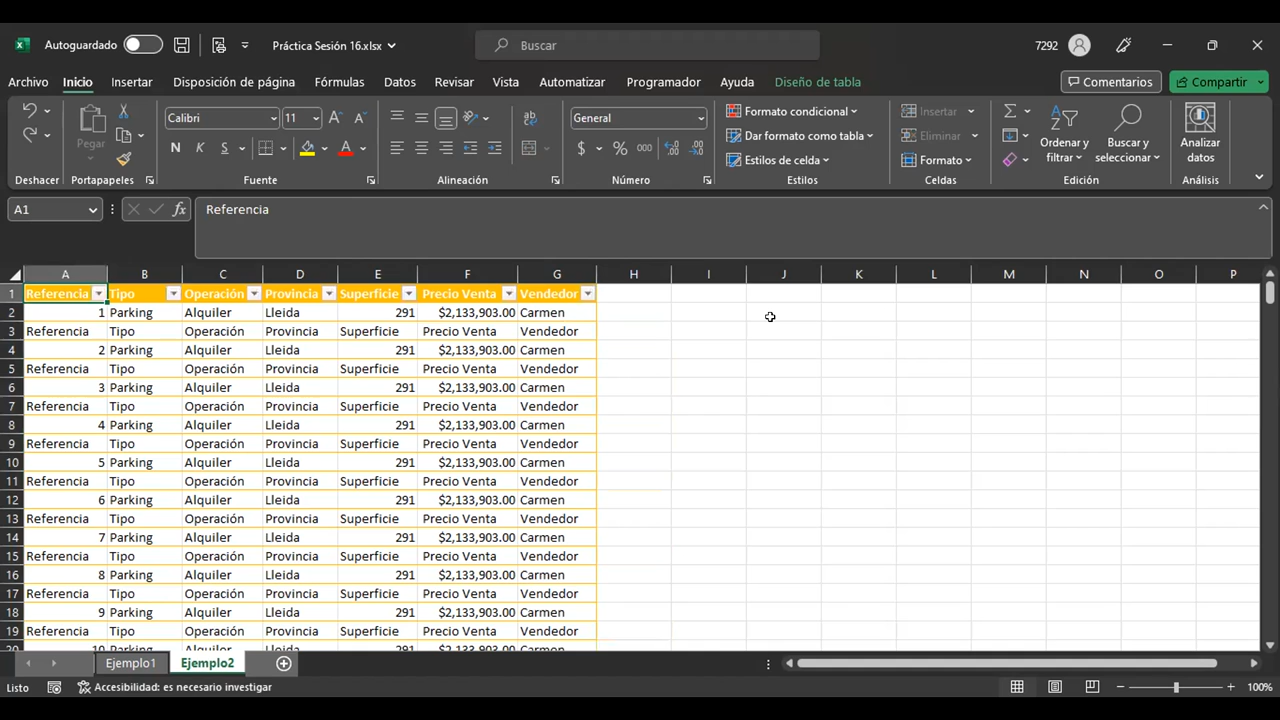 Autoguardado Práctica Sesión 16.xlsx Buscar 7292
Archivo Inicio Insertar Disposición de página Fórmulas Datos Revisar Vista Automatizar Programador Ayuda Diseño de tabla Comentarios Compartir
Calibri 11 General Formato condicional Insertar
Pegar Dar formato como tabla Eliminar Ordenar y filtrar Buscar y seleccionar Analizar datos
N K S $ % 000 Estilos de celda Formato
Deshacer Portapapeles Fuente Alineación Número Estilos Celdas Edición Análisis
A1 fx Referencia
A B C D E F G H I J K L M N O P
1 Referencia Tipo Operación Provincia Superficie Precio Venta Vendedor
2 1 Parking Alquiler Lleida 291 $2,133,903.00 Carmen
3 Referencia Tipo Operación Provincia Superficie Precio Venta Vendedor
4 2 Parking Alquiler Lleida 291 $2,133,903.00 Carmen
5 Referencia Tipo Operación Provincia Superficie Precio Venta Vendedor
6 3 Parking Alquiler Lleida 291 $2,133,903.00 Carmen
7 Referencia Tipo Operación Provincia Superficie Precio Venta Vendedor
8 4 Parking Alquiler Lleida 291 $2,133,903.00 Carmen
9 Referencia Tipo Operación Provincia Superficie Precio Venta Vendedor
10 5 Parking Alquiler Lleida 291 $2,133,903.00 Carmen
11 Referencia Tipo Operación Provincia Superficie Precio Venta Vendedor
12 6 Parking Alquiler Lleida 291 $2,133,903.00 Carmen
13 Referencia Tipo Operación Provincia Superficie Precio Venta Vendedor
14 7 Parking Alquiler Lleida 291 $2,133,903.00 Carmen
15 Referencia Tipo Operación Provincia Superficie Precio Venta Vendedor
16 8 Parking Alquiler Lleida 291 $2,133,903.00 Carmen
17 Referencia Tipo Operación Provincia Superficie Precio Venta Vendedor
18 9 Parking Alquiler Lleida 291 $2,133,903.00 Carmen
19 Referencia Tipo Operación Provincia Superficie Precio Venta Vendedor
20 10 Parking Alquiler Lleida 291 $2,133,903.00 Carmen
Ejemplo1 Ejemplo2
Listo Accesibilidad: es necesario investigar 100%